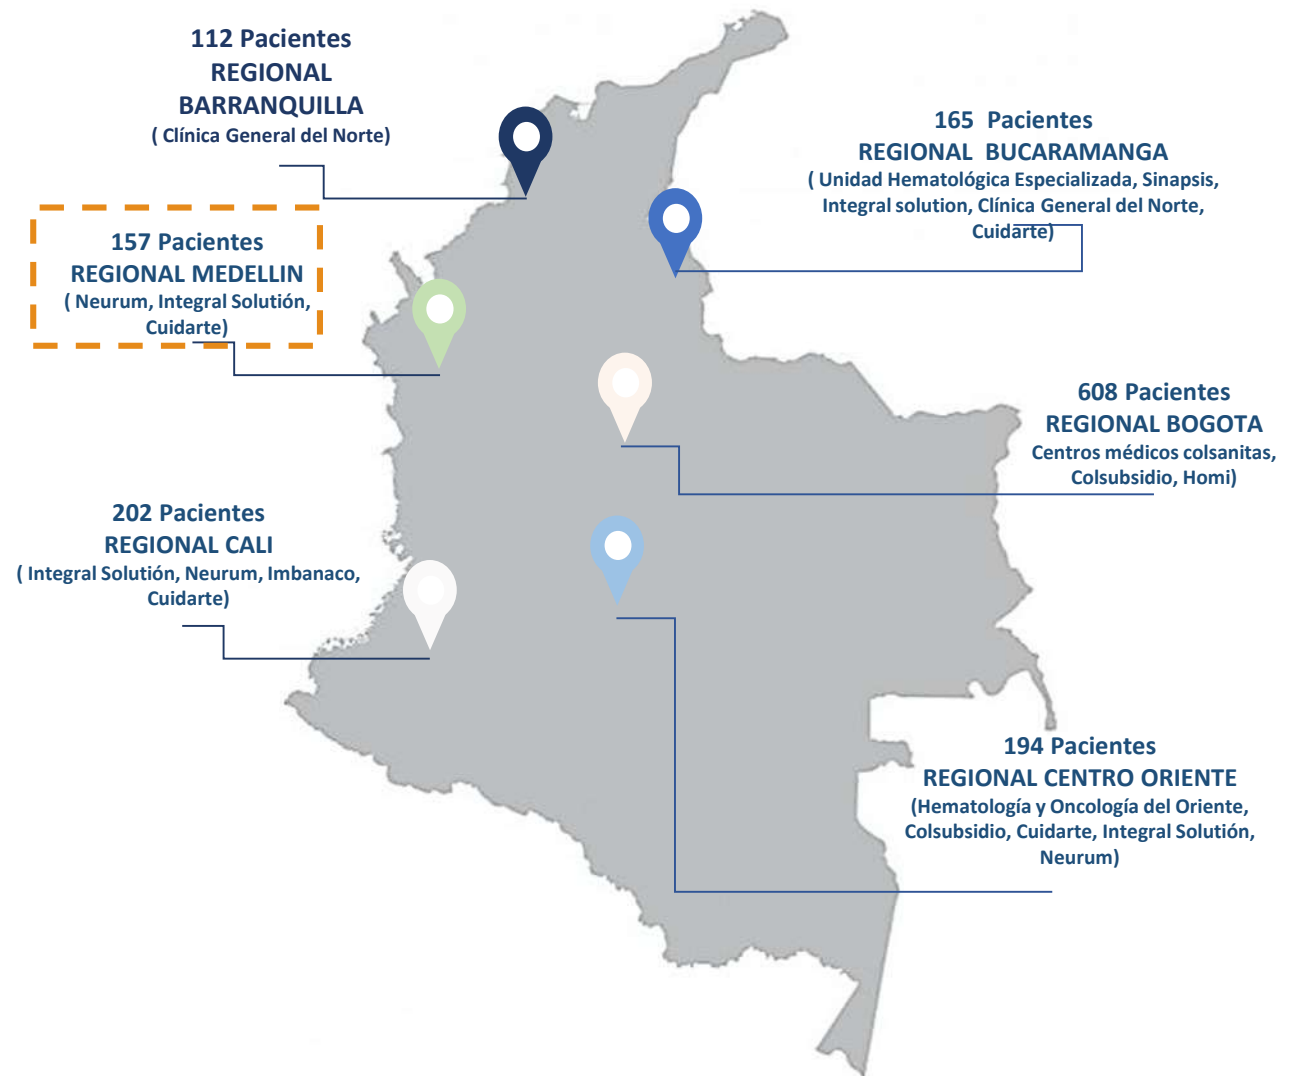 112 Pacientes
REGIONAL
BARRANQUILLA
( Clínica General del Norte)
165 Pacientes
REGIONAL BUCARAMANGA
( Unidad Hematológica Especializada, Sinapsis,
Integral solution, Clínica General del Norte,
Cuidarte)
157 Pacientes
REGIONAL MEDELLIN
( Neurum, Integral Solutión,
Cuidarte)
608 Pacientes
REGIONAL BOGOTA
Centros médicos colsanitas,
Colsubsidio, Homi)
202 Pacientes
REGIONAL CALI
( Integral Solutión, Neurum, Imbanaco,
Cuidarte)
194 Pacientes
REGIONAL CENTRO ORIENTE
(Hematología y Oncología del Oriente,
Colsubsidio, Cuidarte, Integral Solutión,
Neurum)